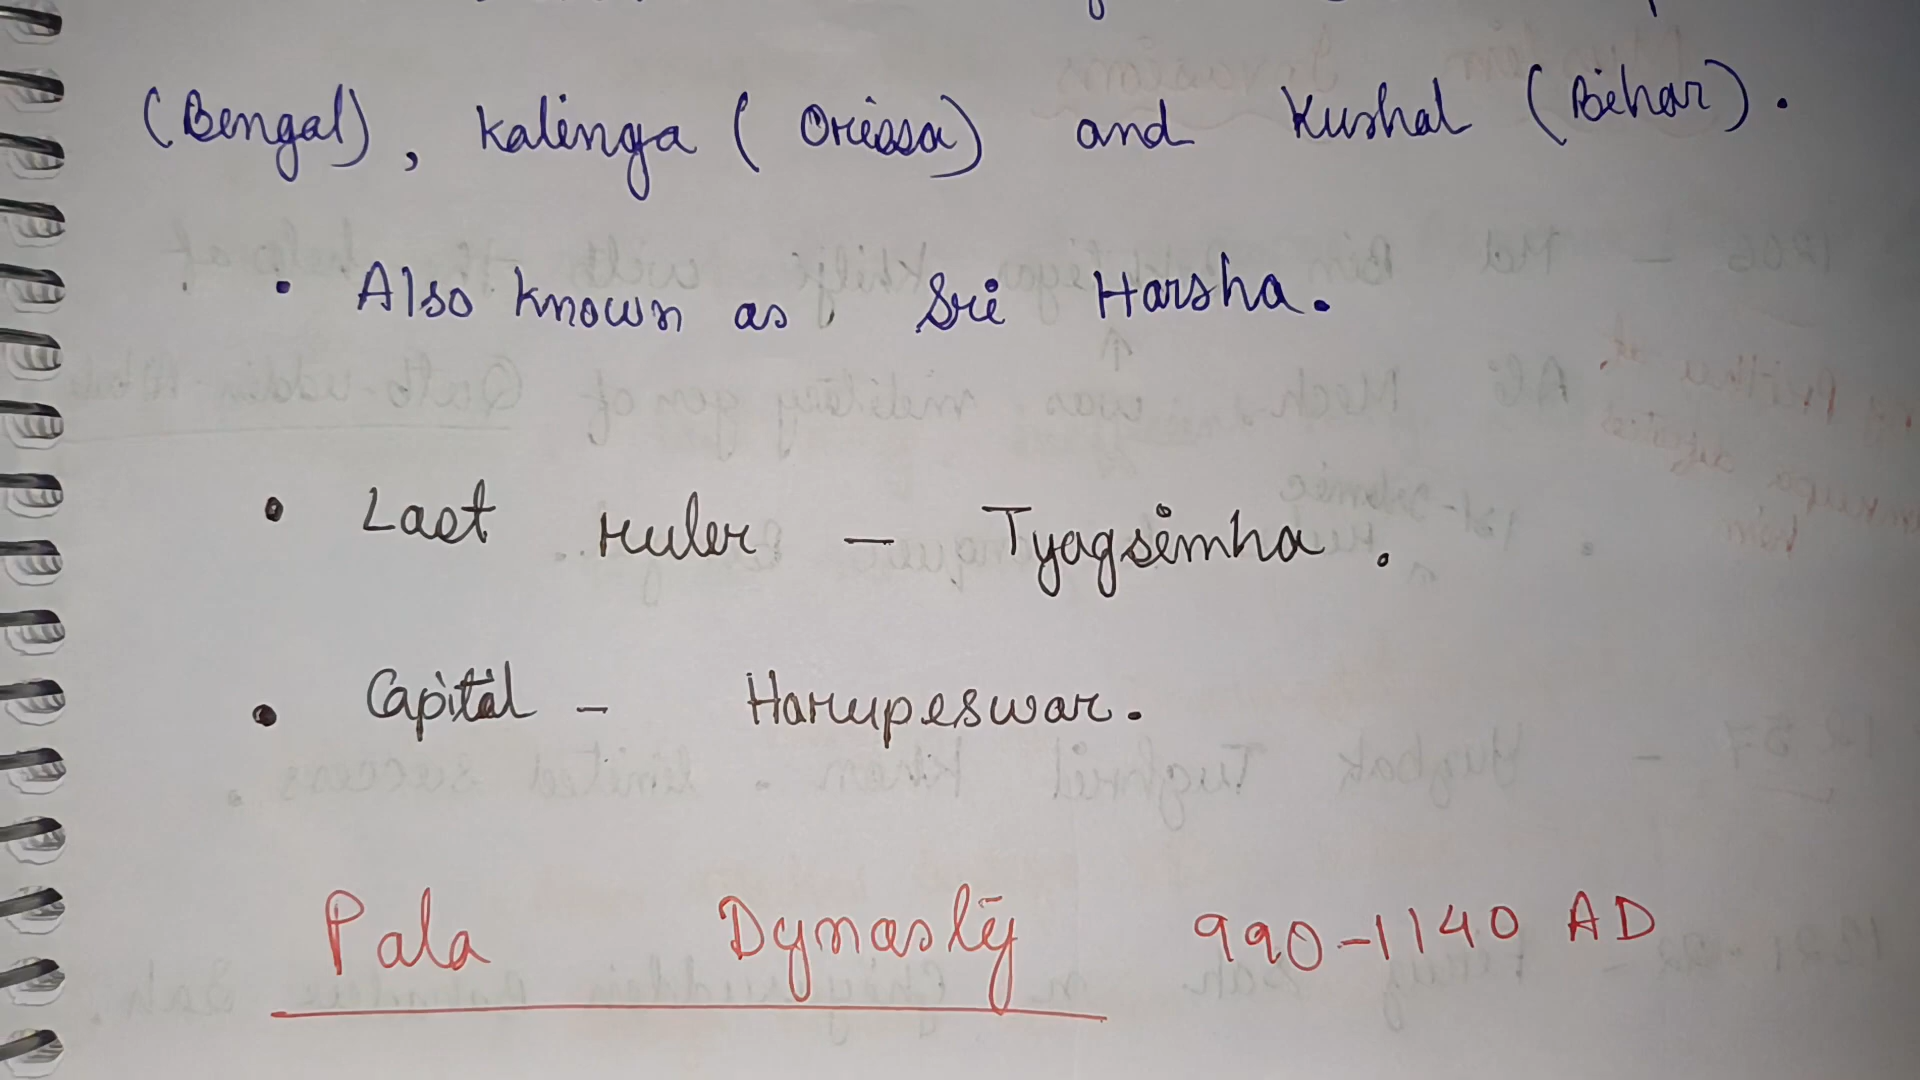 (Bengal), Kalinga (Orissa) and Kushal (Bihar).
• Also known as Sri Harsha.
• Last ruler – Tyagsimha.
• Capital – Harupeswar.
Pala Dynasty 990-1140 AD